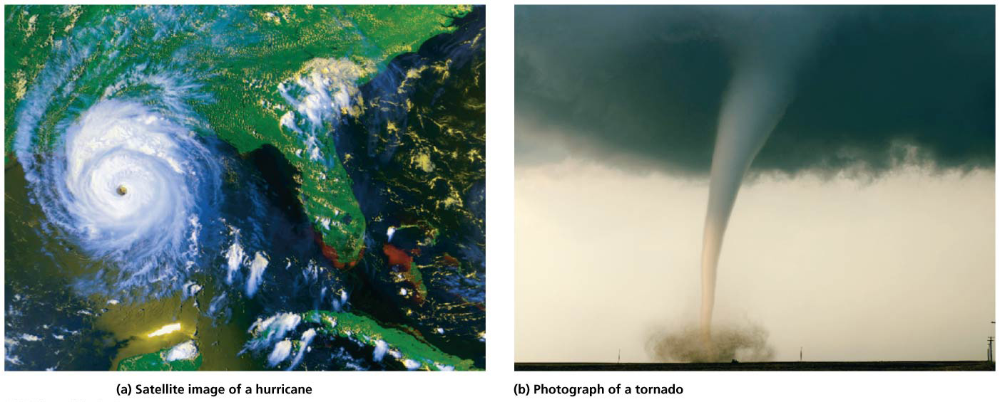 (a) Satellite image of a hurricane
(b) Photograph of a tornado